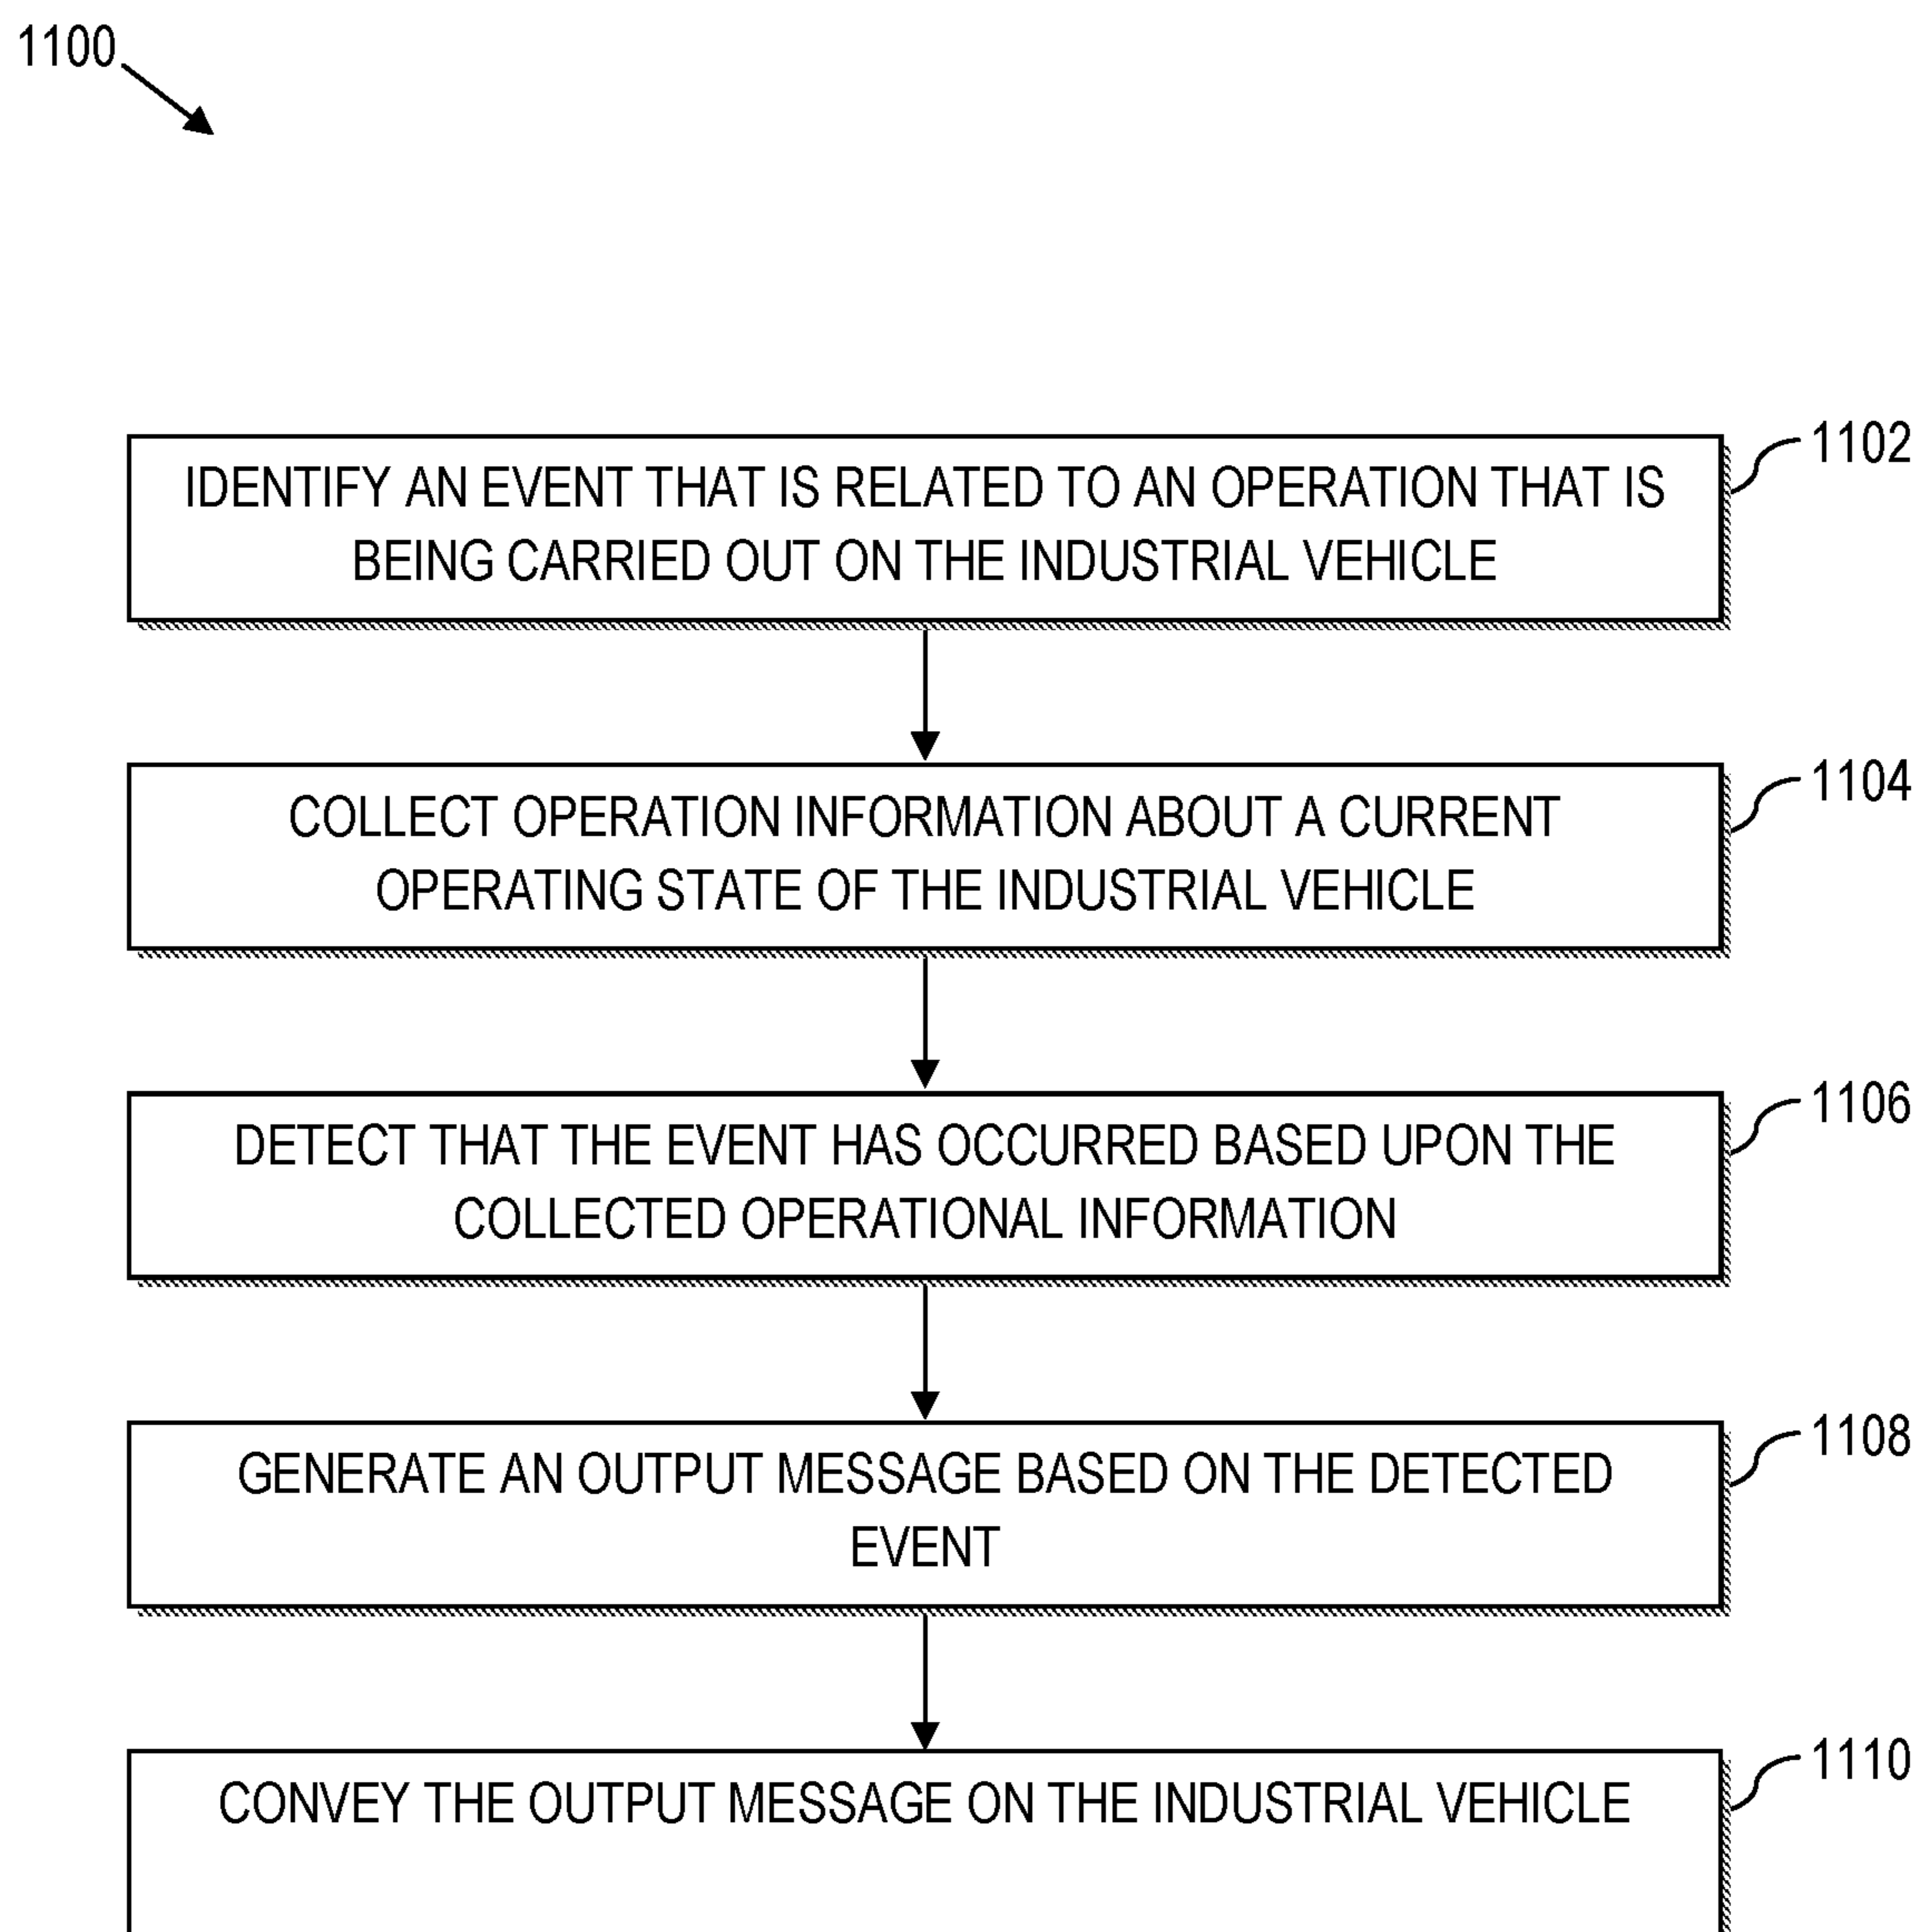 1100
1102
IDENTIFY AN EVENT THAT IS RELATED TO AN OPERATION THAT IS
BEING CARRIED OUT ON THE INDUSTRIAL VEHICLE
1104
COLLECT OPERATION INFORMATION ABOUT A CURRENT
OPERATING STATE OF THE INDUSTRIAL VEHICLE
1106
DETECT THAT THE EVENT HAS OCCURRED BASED UPON THE
COLLECTED OPERATIONAL INFORMATION
1108
GENERATE AN OUTPUT MESSAGE BASED ON THE DETECTED
EVENT
1110
CONVEY THE OUTPUT MESSAGE ON THE INDUSTRIAL VEHICLE